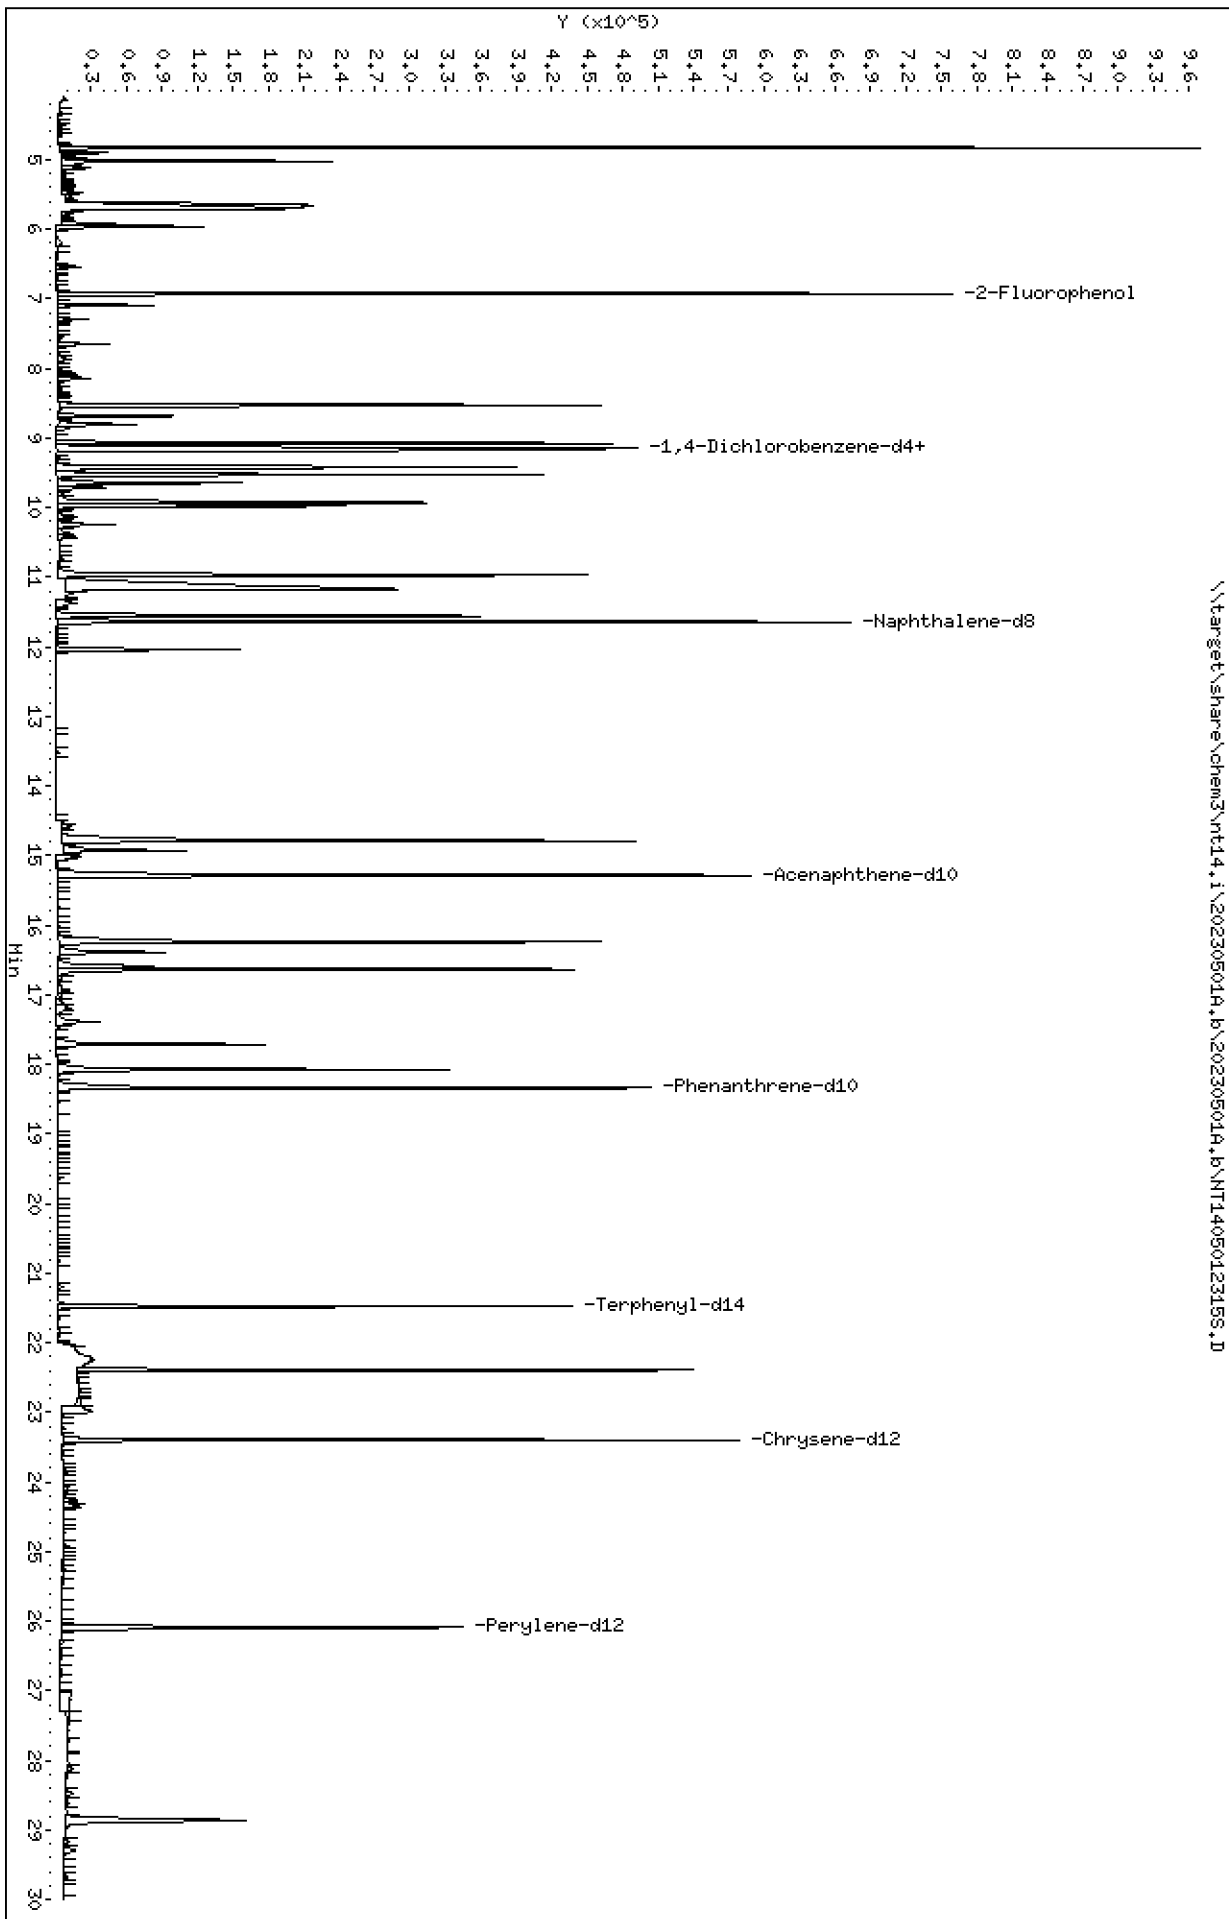 \\target\share\chem3\nt14.i\20230501A.b\20230501A.b\NT1405012315S.D
Y (x10^5)
9.6
9.3
9.0
8.7
8.4
8.1
7.8
7.5
7.2
6.9
6.6
6.3
6.0
5.7
5.4
5.1
4.8
4.5
4.2
3.9
3.6
3.3
3.0
2.7
2.4
2.1
1.8
1.5
1.2
0.9
0.6
0.3
-2-Fluorophenol
-1,4-Dichlorobenzene-d4+
-Naphthalene-d8
-Acenaphthene-d10
-Phenanthrene-d10
-Terphenyl-d14
-Chrysene-d12
-Perylene-d12
5 6 7 8 9 10 11 12 13 14 15 16 17 18 19 20 21 22 23 24 25 26 27 28 29 30
Min